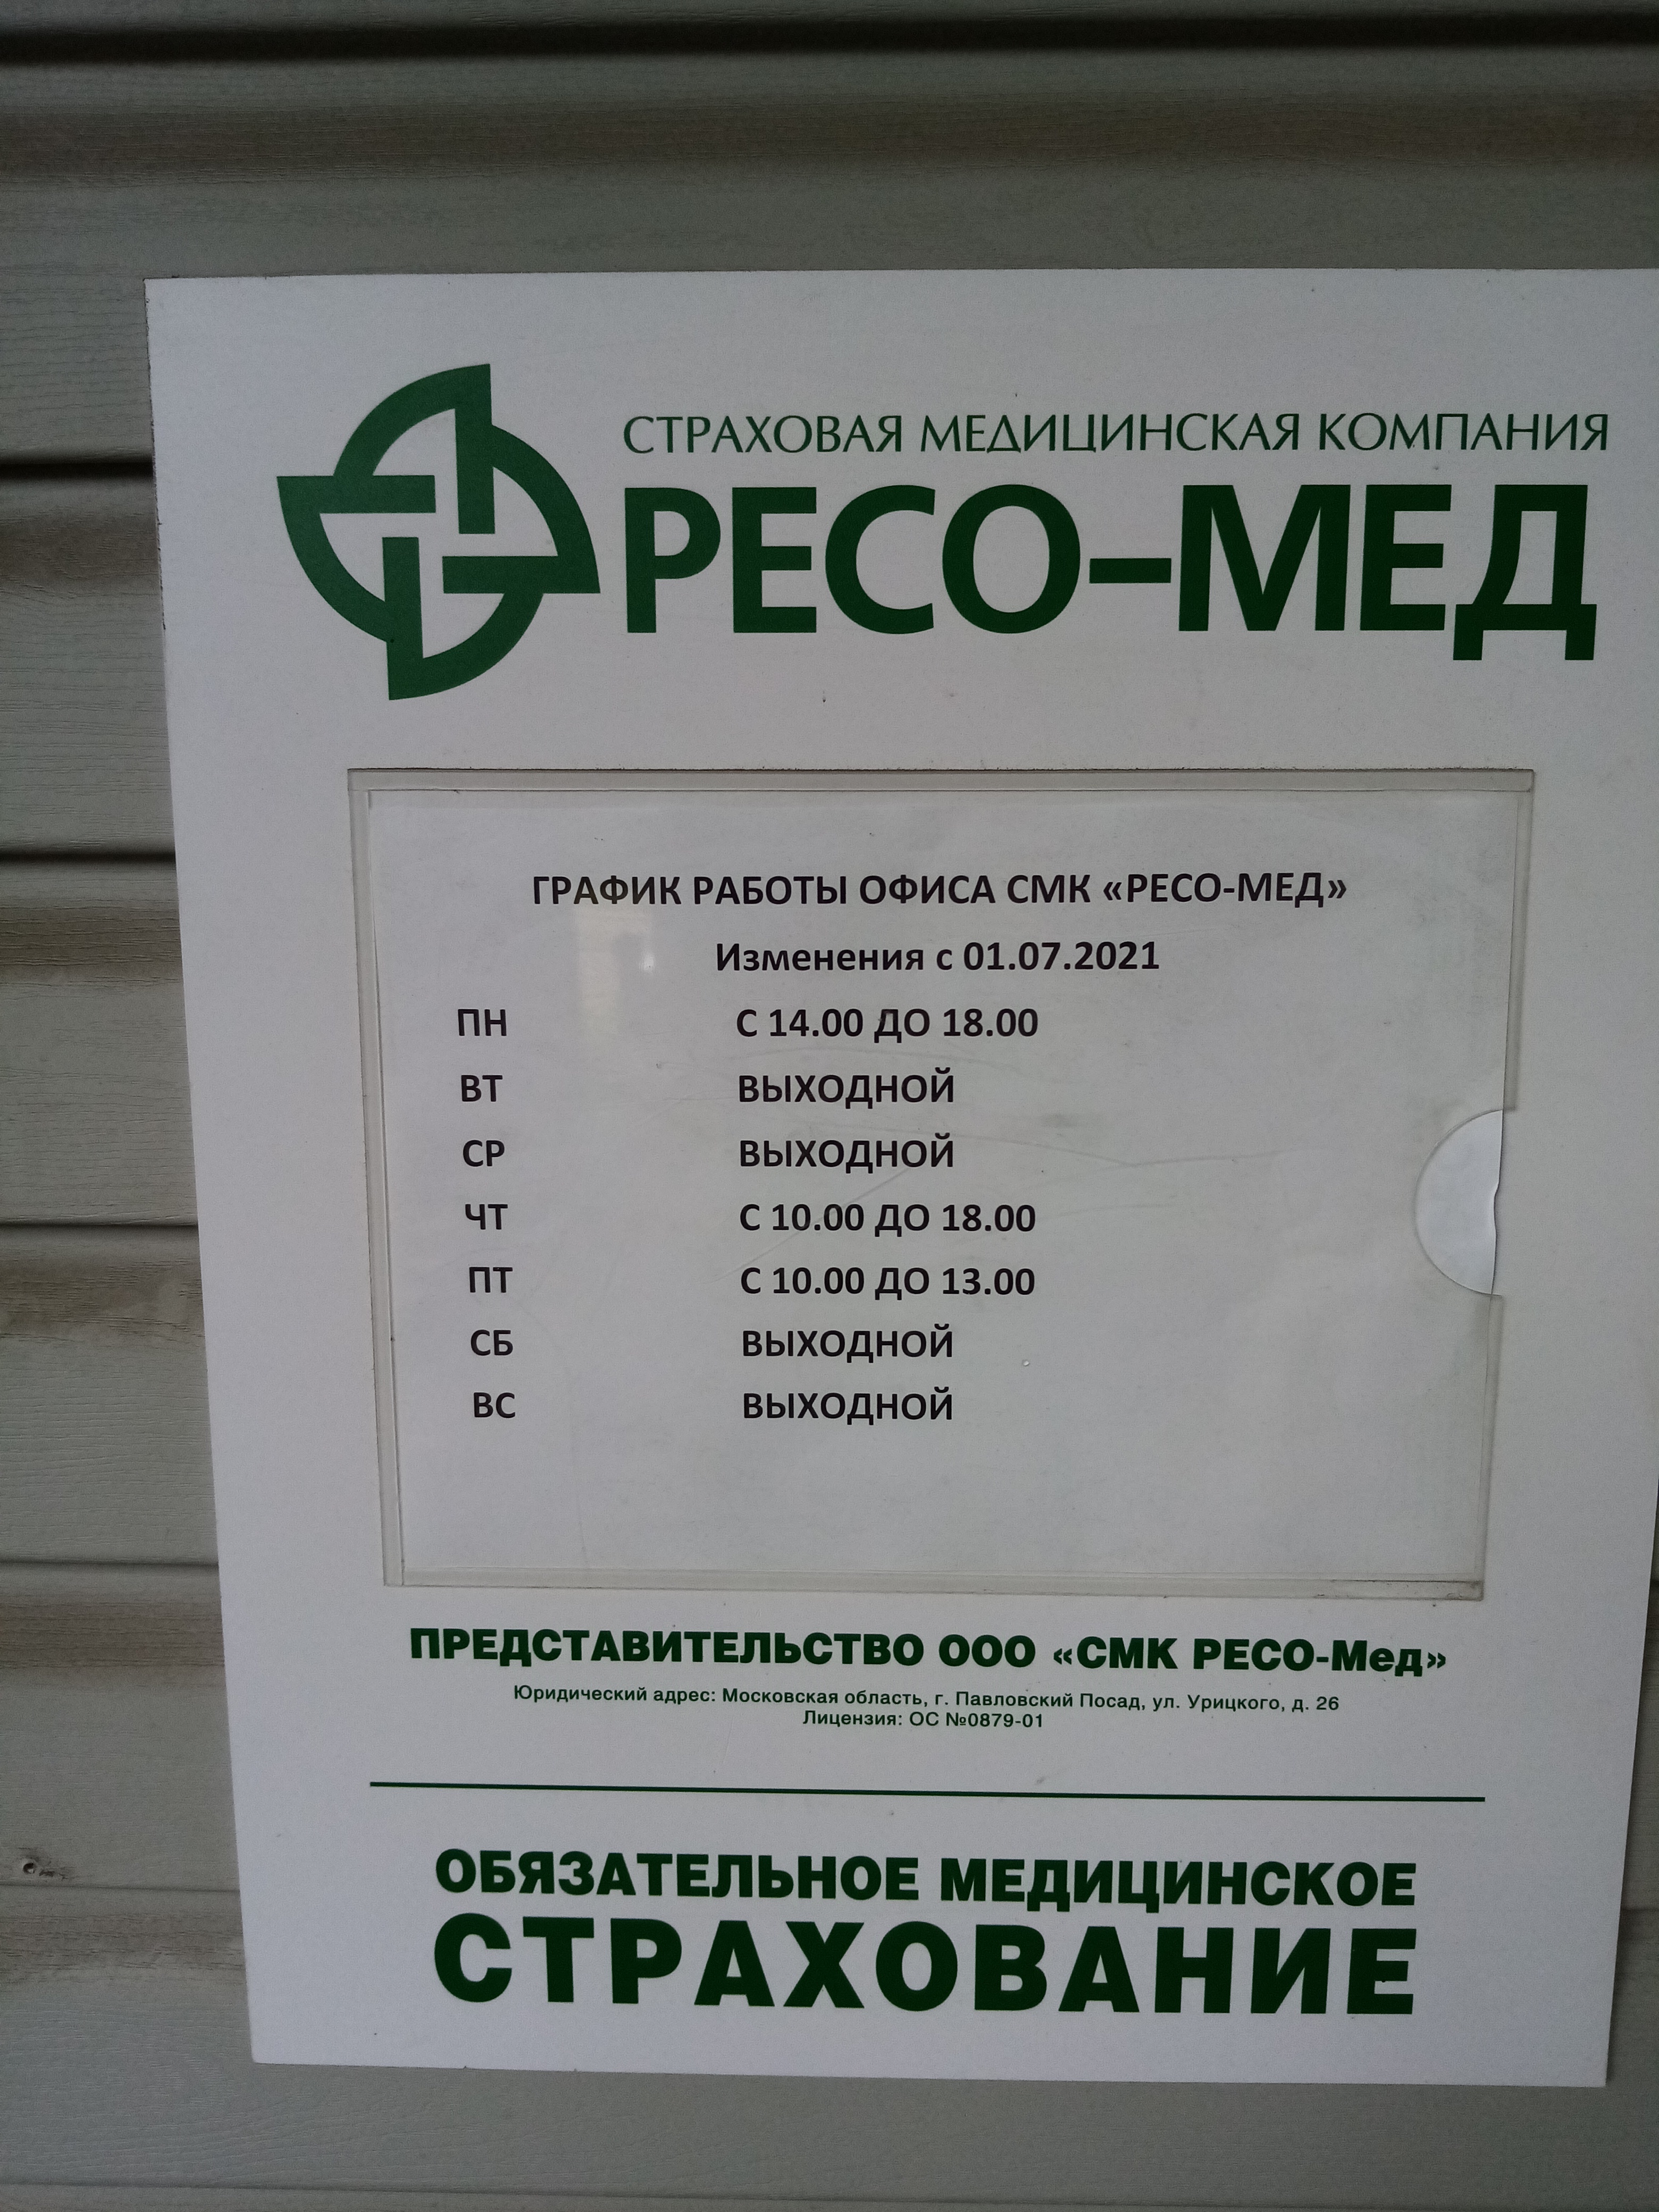 СТРАХОВАЯ МЕДИЦИНСКАЯ КОМПАНИЯ
РЕСО–МЕД
ГРАФИК РАБОТЫ ОФИСА СМК «РЕСО-МЕД»
Изменения с 01.07.2021
ПН С 14.00 ДО 18.00
ВТ ВЫХОДНОЙ
СР ВЫХОДНОЙ
ЧТ С 10.00 ДО 18.00
ПТ С 10.00 ДО 13.00
СБ ВЫХОДНОЙ
ВС ВЫХОДНОЙ
ПРЕДСТАВИТЕЛЬСТВО ООО «СМК РЕСО-Мед»
Юридический адрес: Московская область, г. Павловский Посад, ул. Урицкого, д. 26
Лицензия: ОС №0879-01
ОБЯЗАТЕЛЬНОЕ МЕДИЦИНСКОЕ
СТРАХОВАНИЕ